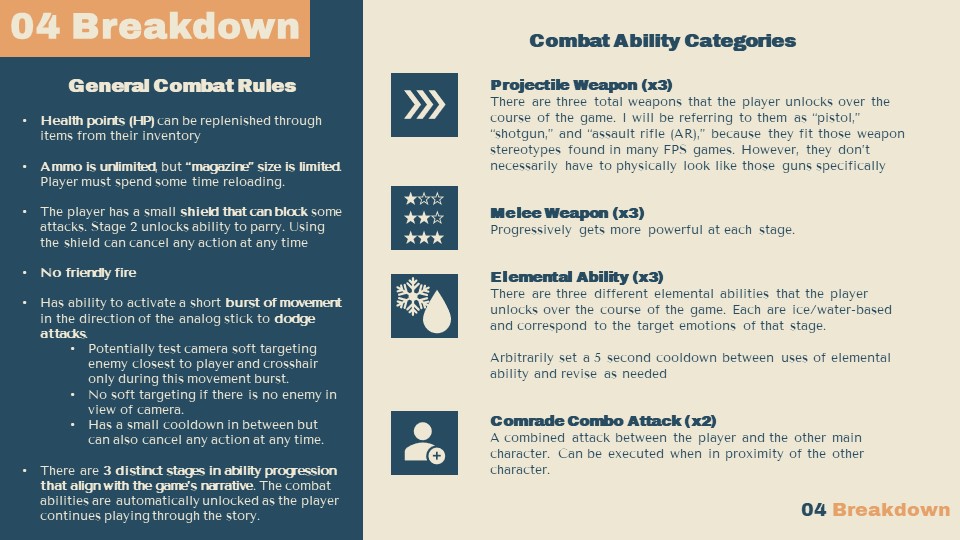 04 Breakdown
General Combat Rules
• Health points (HP) can be replenished through
items from their inventory
• Ammo is unlimited, but “magazine” size is limited.
Player must spend some time reloading.
• The player has a small shield that can block some
attacks. Stage 2 unlocks ability to parry. Using
the shield can cancel any action at any time
• No friendly fire
• Has ability to activate a short burst of movement
in the direction of the analog stick to dodge
attacks.
• Potentially test camera soft targeting
enemy closest to player and crosshair
only during this movement burst.
• No soft targeting if there is no enemy in
view of camera.
• Has a small cooldown in between but
can also cancel any action at any time.
• There are 3 distinct stages in ability progression
that align with the game’s narrative. The combat
abilities are automatically unlocked as the player
continues playing through the story.
Combat Ability Categories
Projectile Weapon (x3)
There are three total weapons that the player unlocks over the
course of the game. I will be referring to them as “pistol,”
“shotgun,” and “assault rifle (AR),” because they fit those weapon
stereotypes found in many FPS games. However, they don’t
necessarily have to physically look like those guns specifically
Melee Weapon (x3)
Progressively gets more powerful at each stage.
Elemental Ability (x3)
There are three different elemental abilities that the player
unlocks over the course of the game. Each are ice/water-based
and correspond to the target emotions of that stage.
Arbitrarily set a 5 second cooldown between uses of elemental
ability and revise as needed
Comrade Combo Attack (x2)
A combined attack between the player and the other main
character. Can be executed when in proximity of the other
character.
04 Breakdown